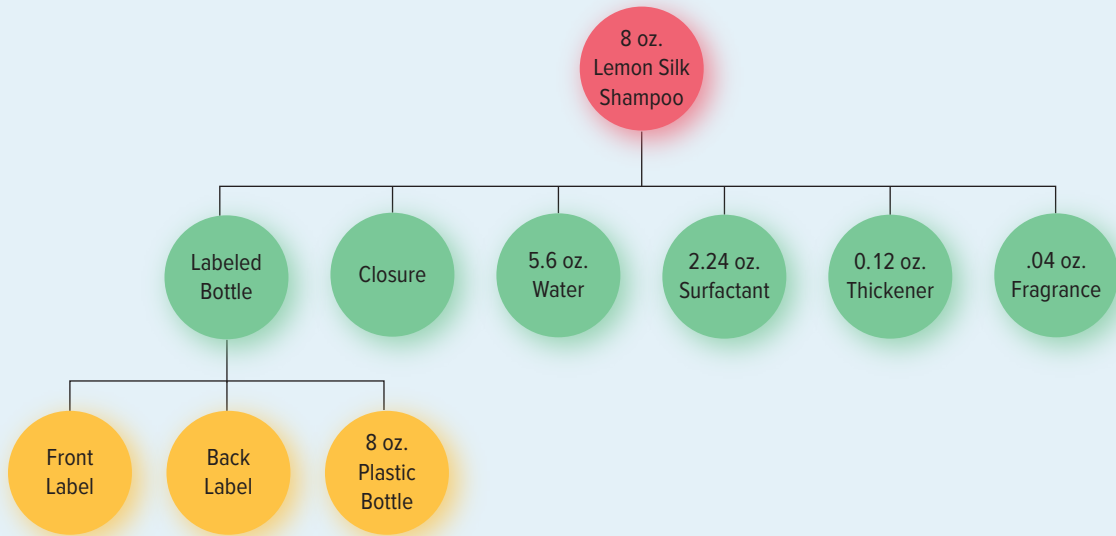 8 oz.
Lemon Silk
Shampoo
Labeled
Bottle
Closure
5.6 oz.
Water
2.24 oz.
Surfactant
0.12 oz.
Thickener
.04 oz.
Fragrance
Front
Label
Back
Label
8 oz.
Plastic
Bottle